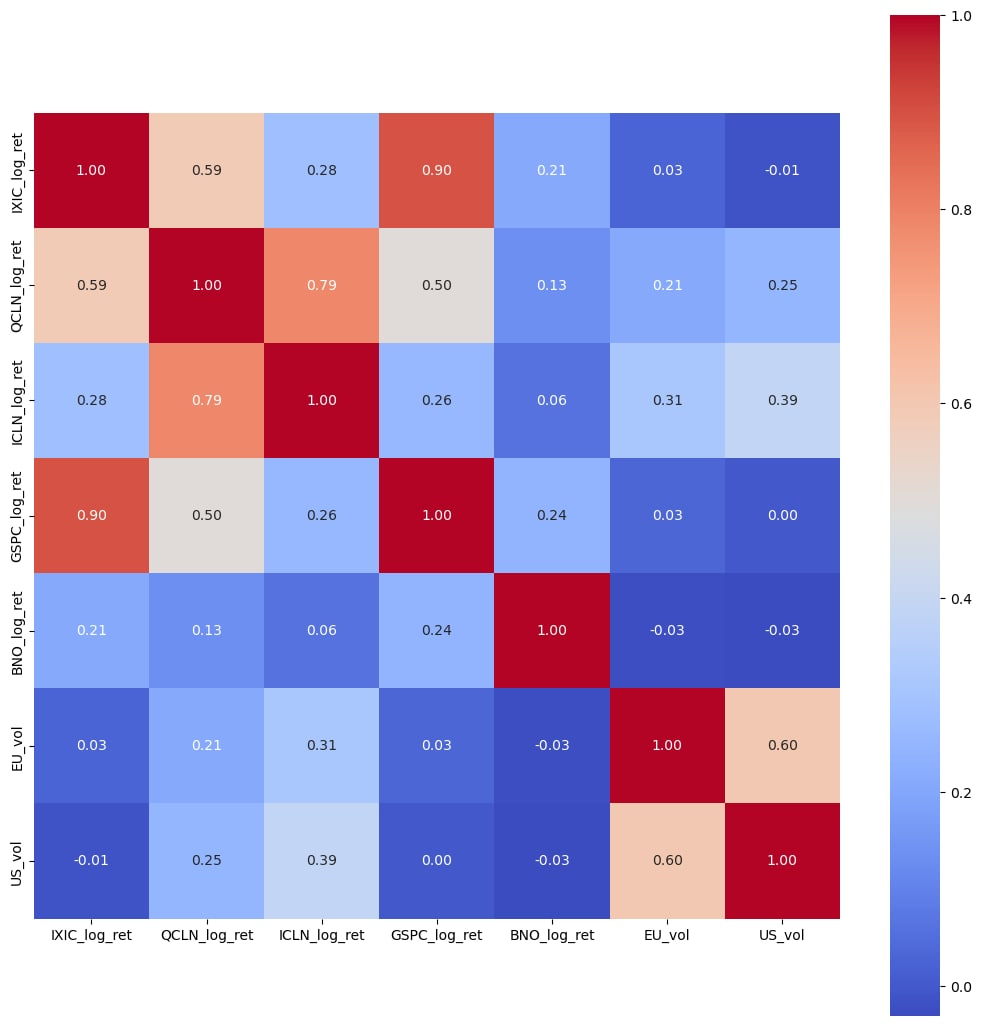 1.0
IXIC_log_ret 1.00 0.59 0.28 0.90 0.21 0.03 -0.01
0.8
QCLN_log_ret 0.59 1.00 0.79 0.50 0.13 0.21 0.25
ICLN_log_ret 0.28 0.79 1.00 0.26 0.06 0.31 0.39
0.6
GSPC_log_ret 0.90 0.50 0.26 1.00 0.24 0.03 0.00
0.4
BNO_log_ret 0.21 0.13 0.06 0.24 1.00 -0.03 -0.03
EU_vol 0.03 0.21 0.31 0.03 -0.03 1.00 0.60
0.2
US_vol -0.01 0.25 0.39 0.00 -0.03 0.60 1.00
IXIC_log_ret QCLN_log_ret ICLN_log_ret GSPC_log_ret BNO_log_ret EU_vol US_vol
0.0